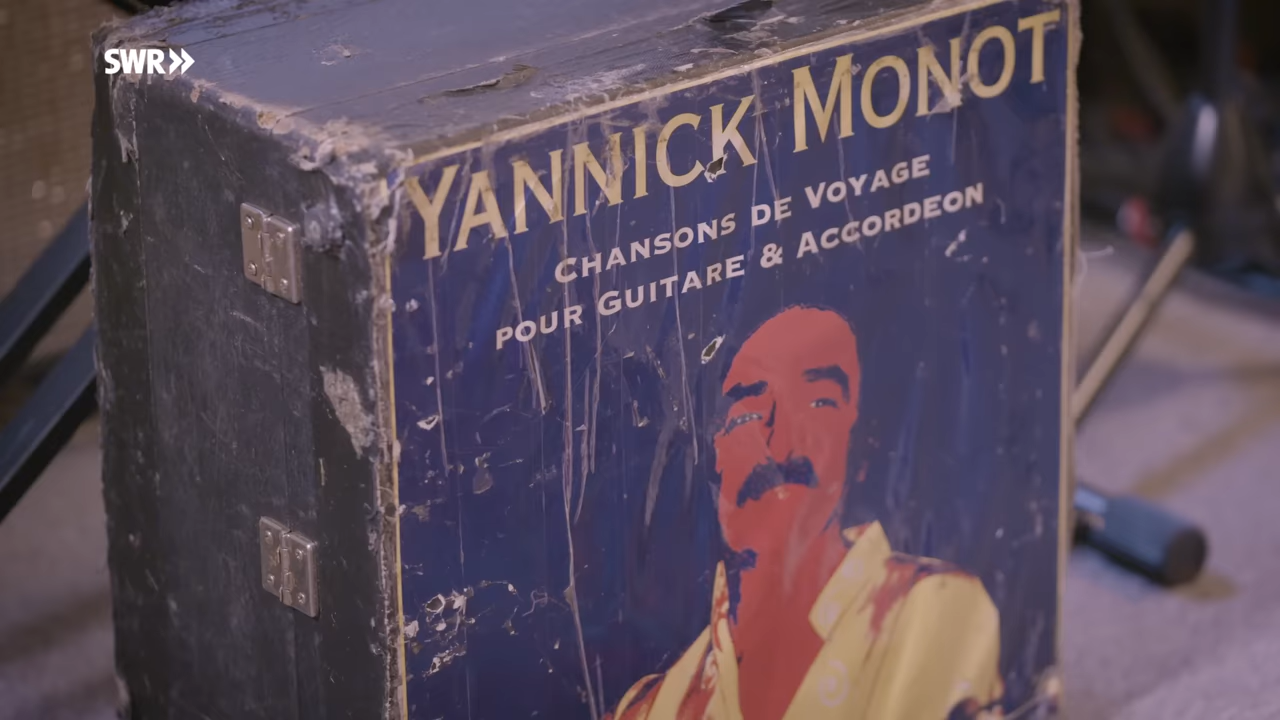 SWR»
YANNICK MONOT
CHANSONS DE VOYAGE
POUR GUITARE & ACCORDEON